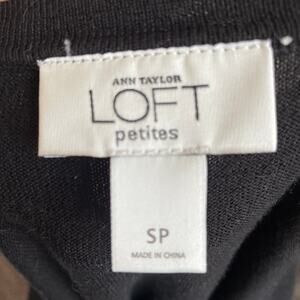 ANN TAYLOR
LOFT
petites
SP
MADE IN CHINA